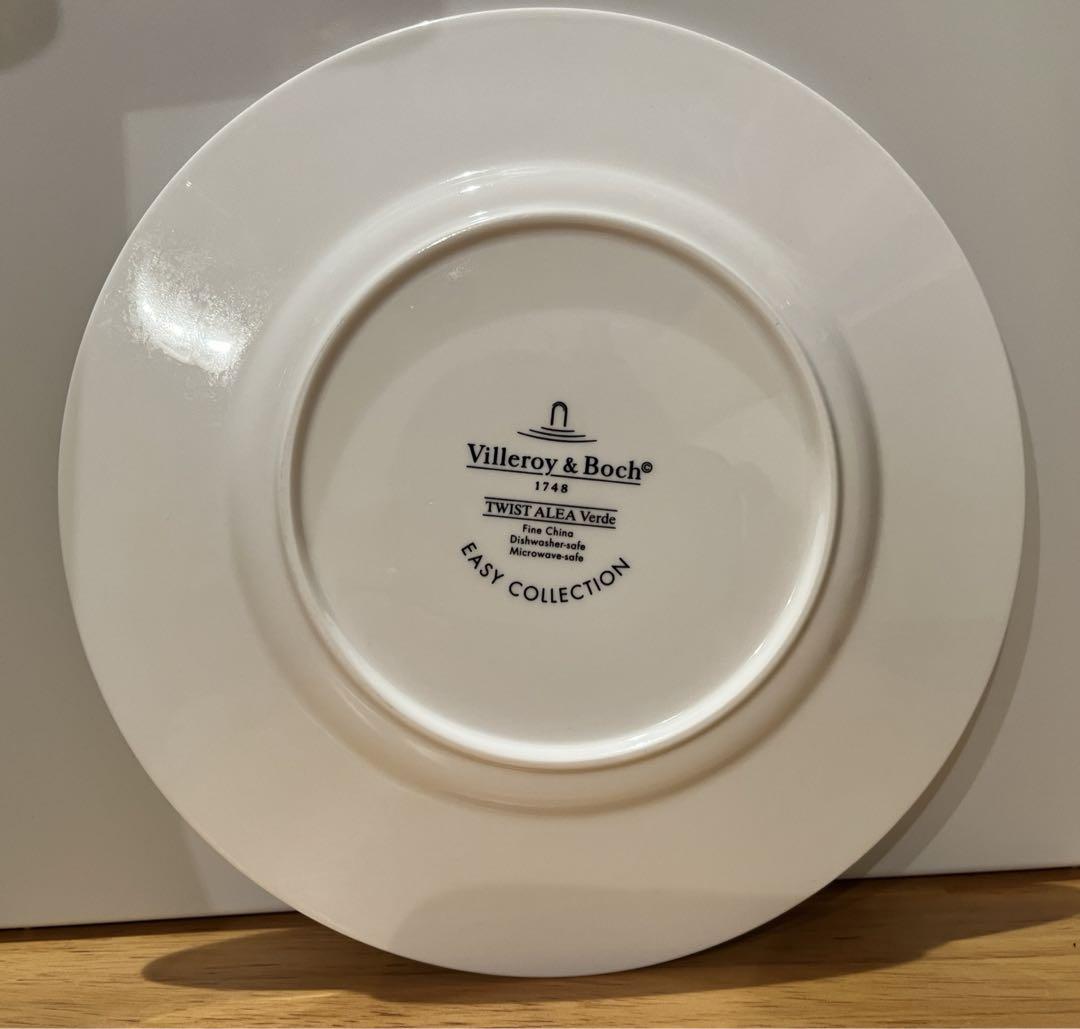 Villeroy & Boch©
1748
TWIST ALEA Verde
Fine China
Dishwasher-safe
Microwave-safe
EASY COLLECTION